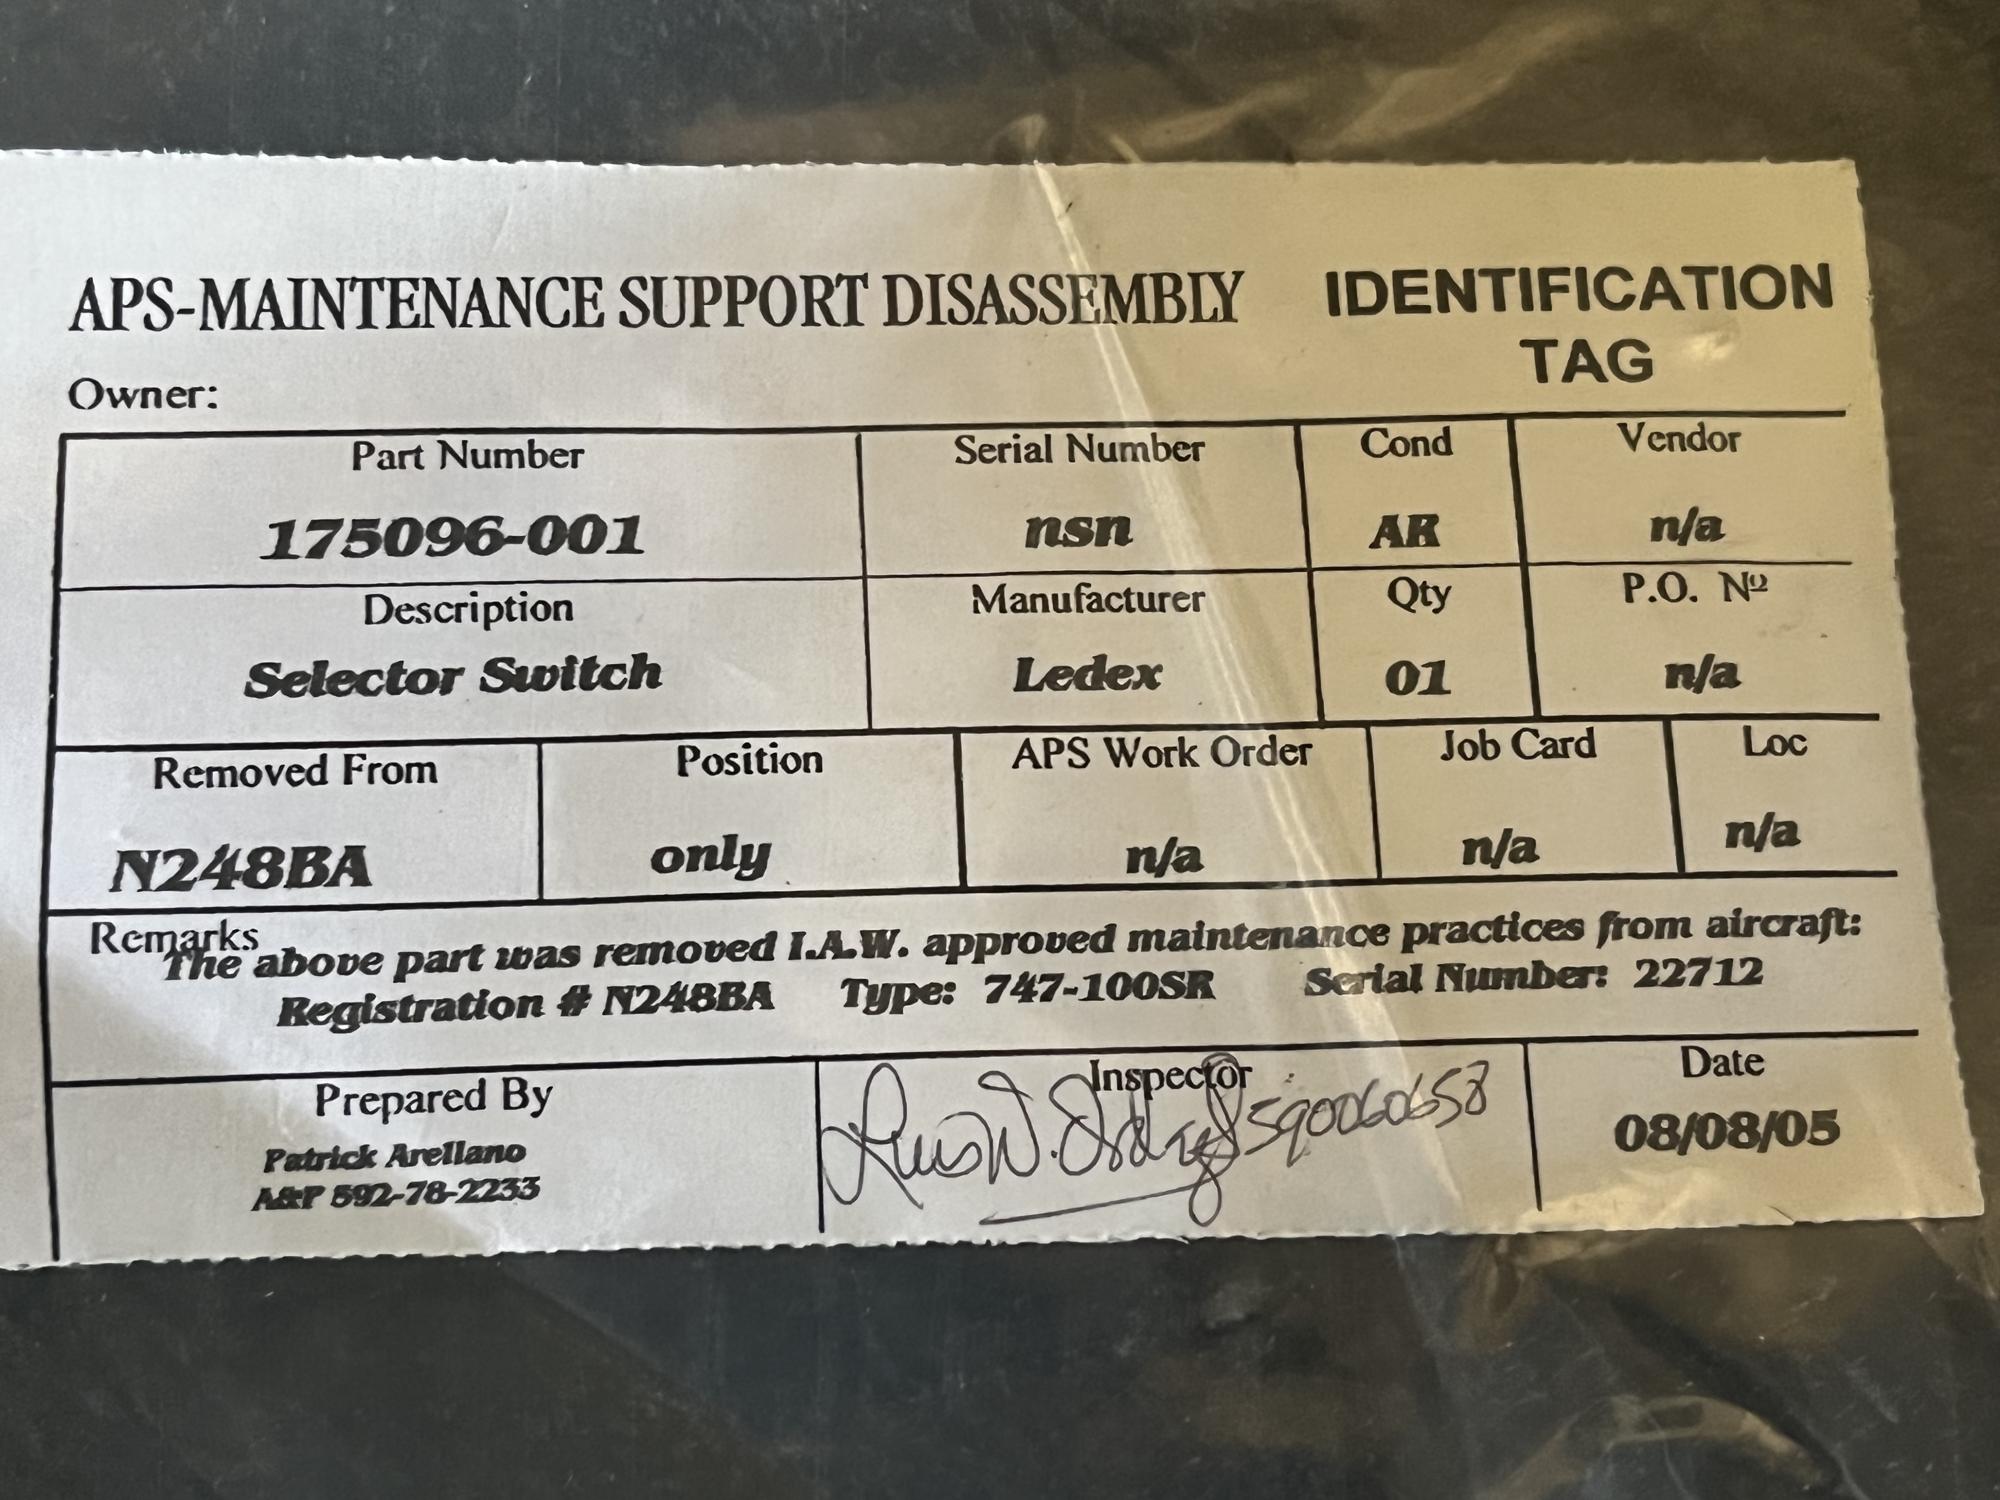 APS-MAINTENANCE SUPPORT DISASSEMBLY
IDENTIFICATION
TAG
Owner:
Part Number Serial Number Cond Vendor
175096-001 nsn AR n/a
Description Manufacturer Qty P.O. Nº
Selector Switch Ledex 01 n/a
Removed From Position APS Work Order Job Card Loc
N248BA only n/a n/a n/a
Remarks
The above part was removed I.A.W. approved maintenance practices from aircraft:
Registration # N248BA Type: 747-100SR Serial Number: 22712
Prepared By Inspector Date
Patrick Arellano
A&P 592-78-2233
Luis W. 590060658
08/08/05